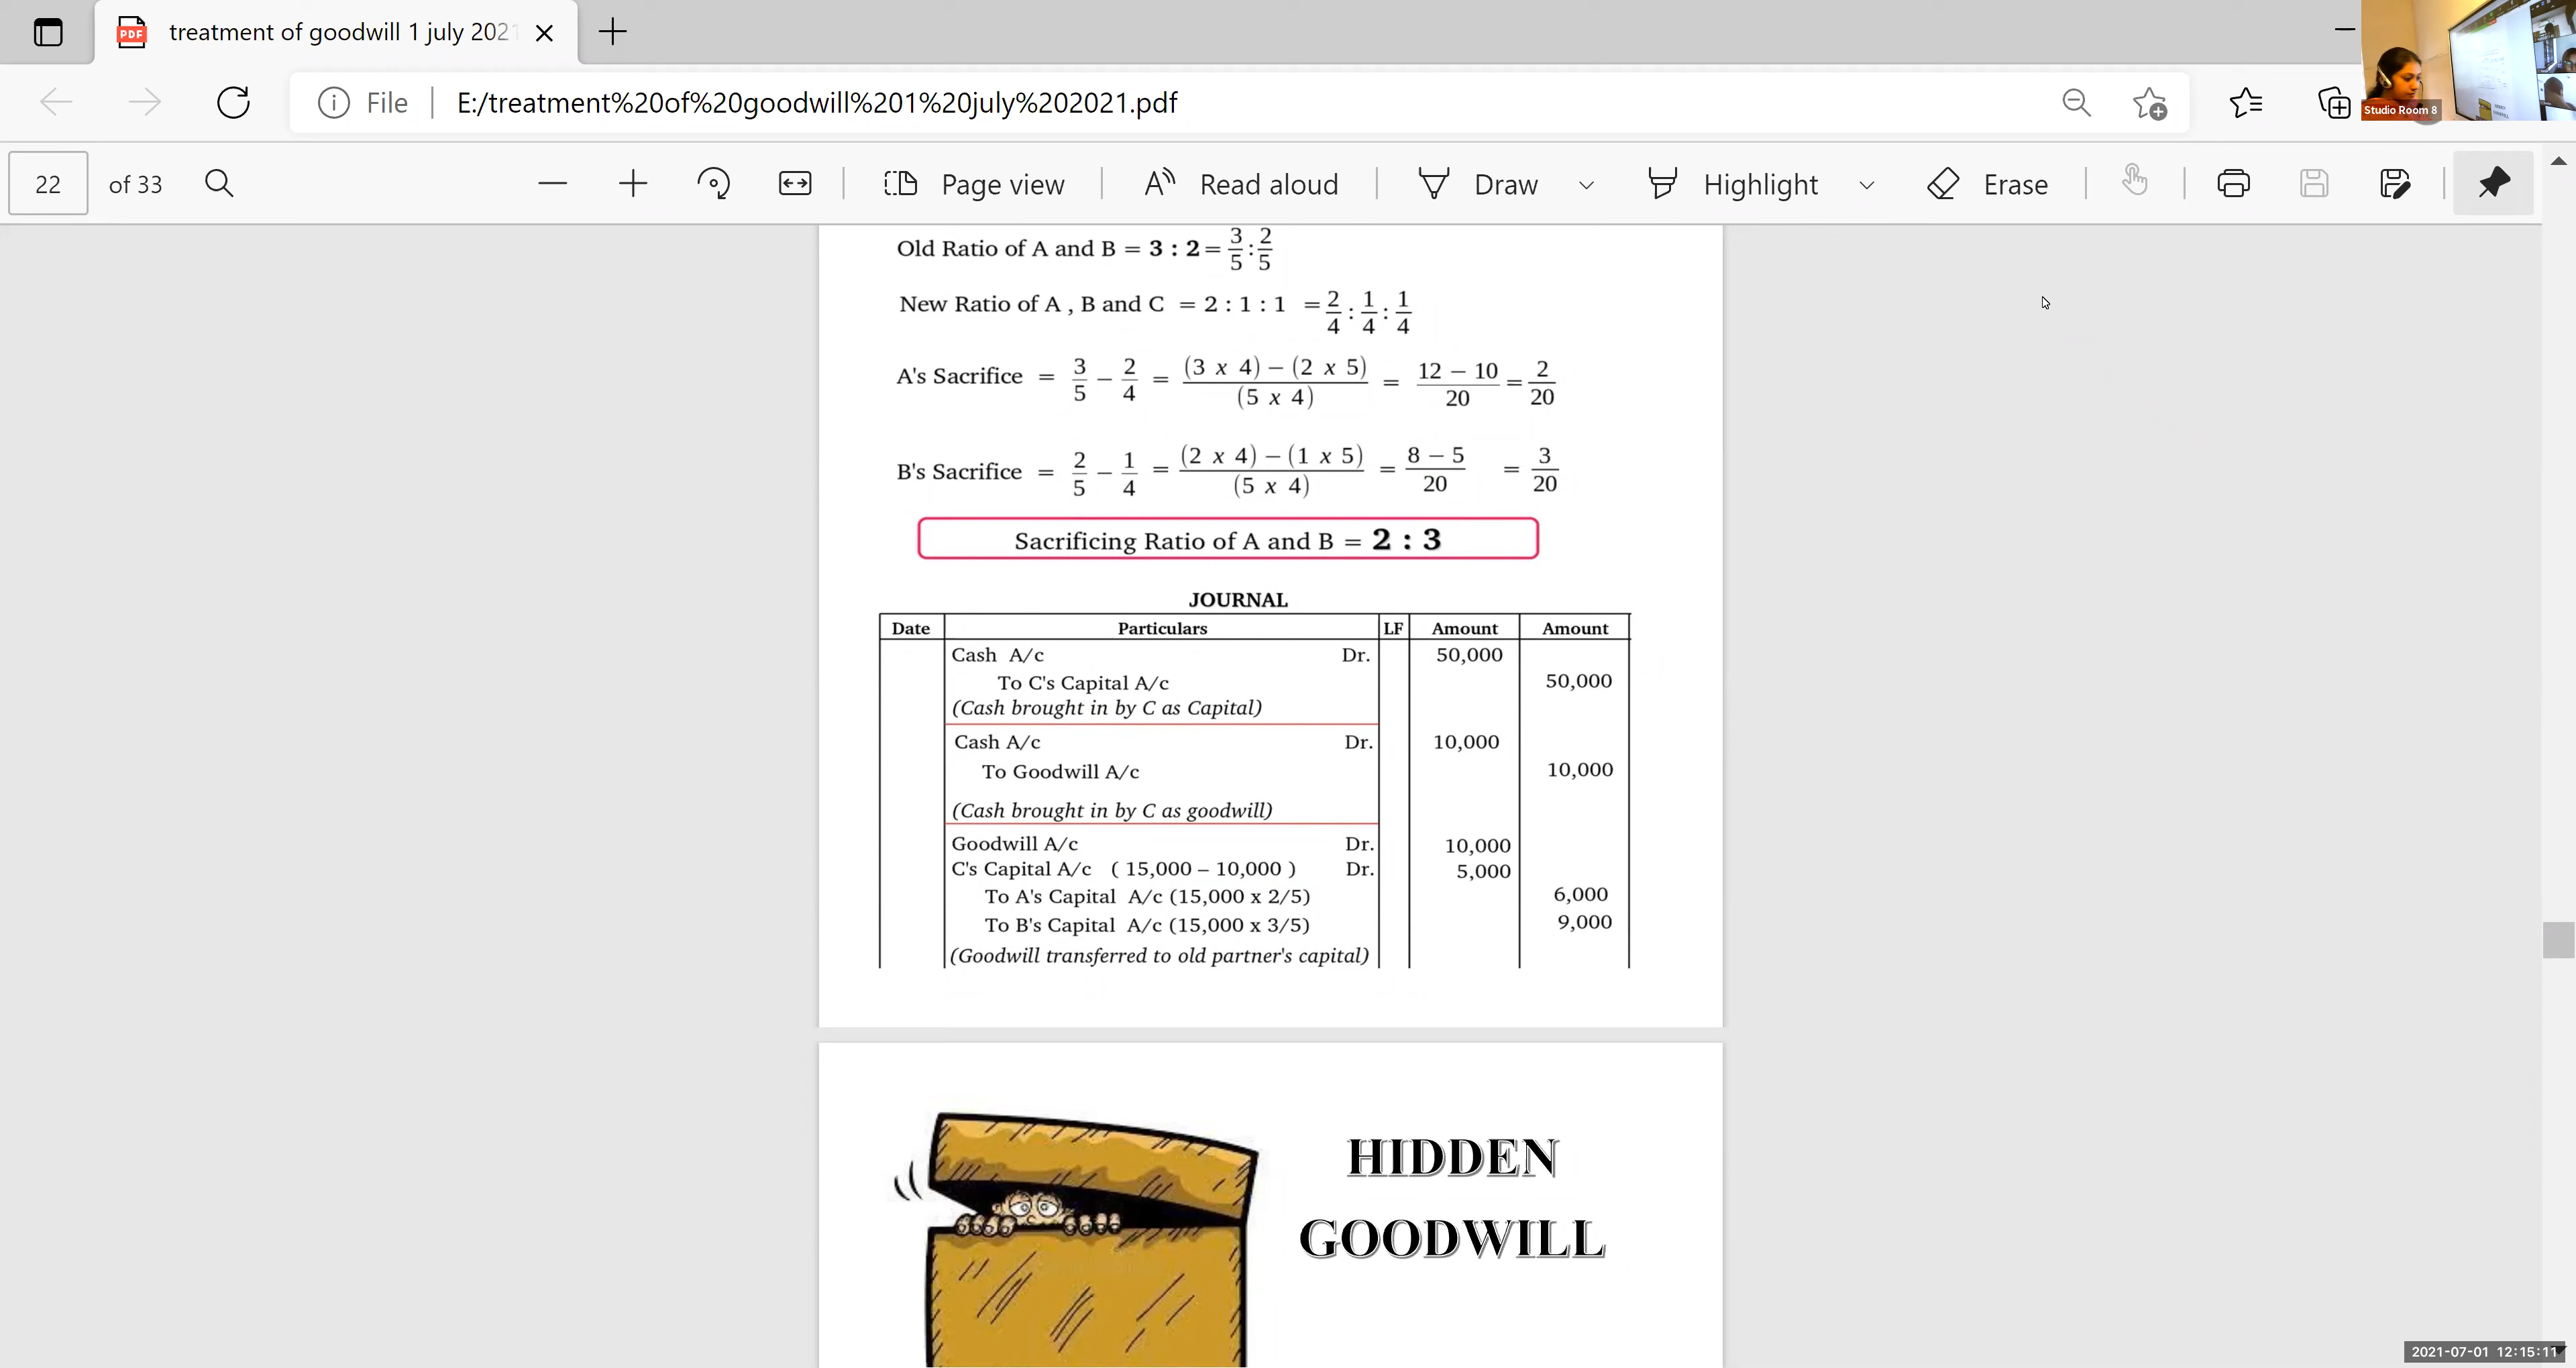 treatment of goodwill 1 july 2021
File
E:/treatment%20of%20goodwill%201%20july%202021.pdf
Studio Room 8
22 of 33
Page view
Read aloud
Draw
Highlight
Erase
Old Ratio of A and B = 3 : 2 = 3/5 : 2/5
New Ratio of A , B and C = 2 : 1 : 1 = 2/4 : 1/4 : 1/4
A's Sacrifice = 3/5 − 2/4 = (3 x 4) − (2 x 5)/(5 x 4) = 12 − 10/20 = 2/20
B's Sacrifice = 2/5 − 1/4 = (2 x 4) − (1 x 5)/(5 x 4) = 8 − 5/20 = 3/20
Sacrificing Ratio of A and B = 2 : 3
JOURNAL
Date Particulars LF Amount Amount
Cash A/c Dr. 50,000
To C's Capital A/c 50,000
(Cash brought in by C as Capital)
Cash A/c Dr. 10,000
To Goodwill A/c 10,000
(Cash brought in by C as goodwill)
Goodwill A/c Dr. 10,000
C's Capital A/c ( 15,000 – 10,000 ) Dr. 5,000
To A's Capital A/c (15,000 x 2/5) 6,000
To B's Capital A/c (15,000 x 3/5) 9,000
(Goodwill transferred to old partner's capital)
HIDDEN
GOODWILL
2021-07-01 12:15:11